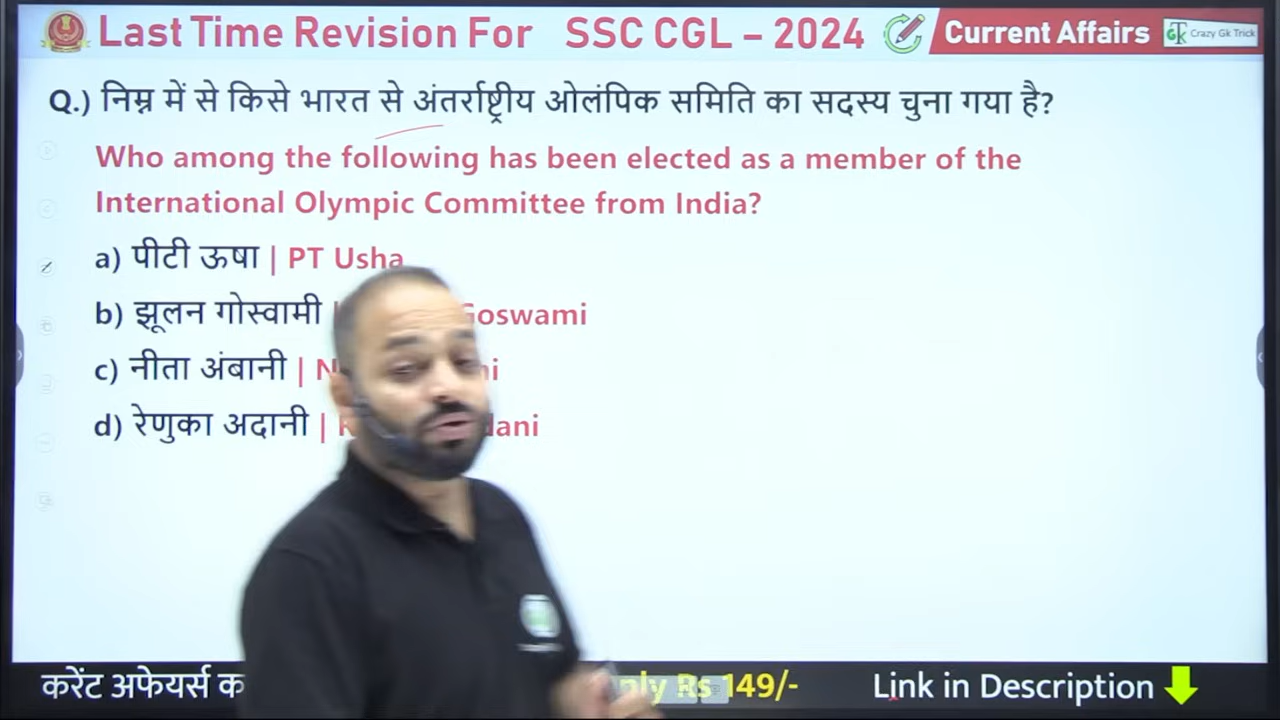 Last Time Revision For SSC CGL – 2024 Current Affairs Crazy Gk Trick
Q.) निम्न में से किसे भारत से अंतर्राष्ट्रीय ओलंपिक समिति का सदस्य चुना गया है?
Who among the following has been elected as a member of the
International Olympic Committee from India?
a) पीटी ऊषा | PT Usha
b) झूलन गोस्वामी Goswami
c) नीता अंबानी |
d) रेणुका अदानी |
करेंट अफेयर्स Rs 149/- Link in Description